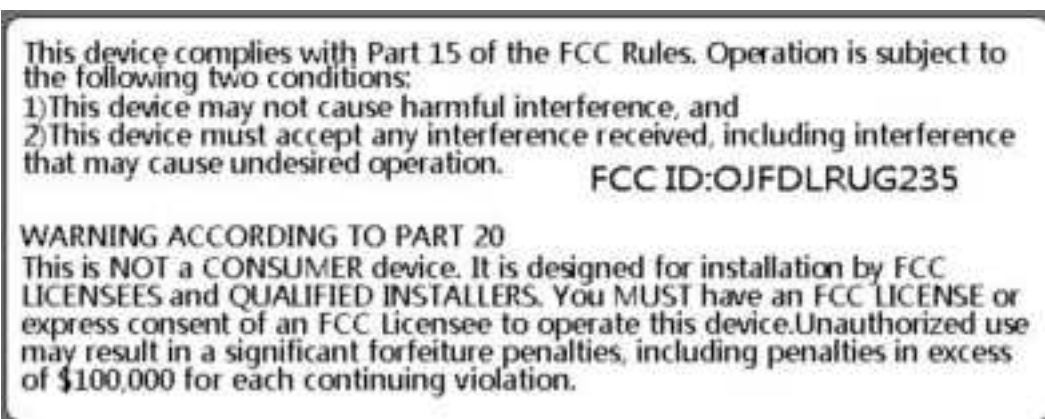 This device complies with Part 15 of the FCC Rules. Operation is subject to
the following two conditions:
1)This device may not cause harmful interference, and
2)This device must accept any interference received, including interference
that may cause undesired operation.
FCC ID:OJFDLRUG235
WARNING ACCORDING TO PART 20
This is NOT a CONSUMER device. It is designed for installation by FCC
LICENSEES and QUALIFIED INSTALLERS. You MUST have an FCC LICENSE or
express consent of an FCC Licensee to operate this device.Unauthorized use
may result in a significant forfeiture penalties, including penalties in excess
of $100,000 for each continuing violation.